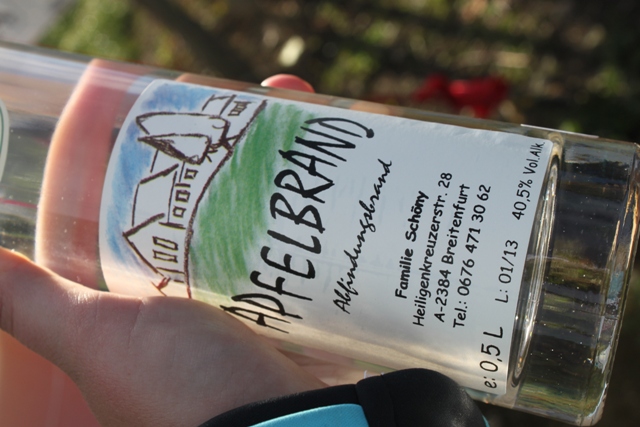 APFELBRAND
Abfindungsbrand
Familie Schöny
Heiligenkreuzerstr. 28
A-2384 Breitenfurt
Tel.: 0676 471 30 62
L: 01/13
40,5% Vol.Alk.
e: 0,5 L